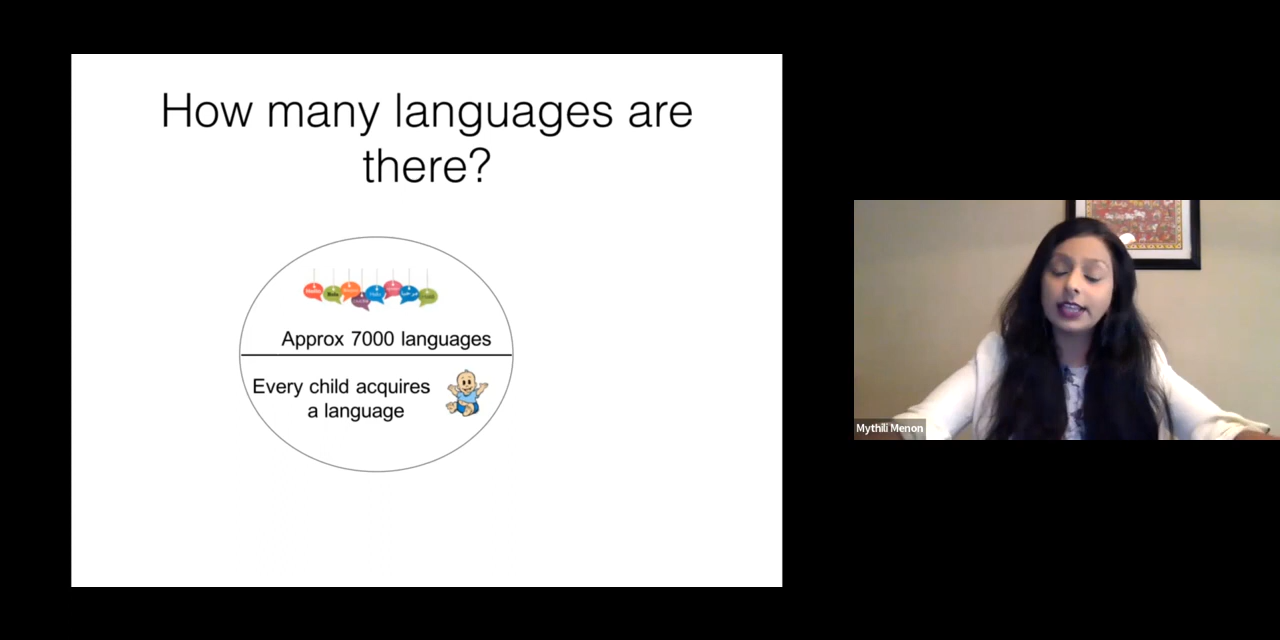 How many languages are
there?
Approx 7000 languages
Every child acquires
a language
Mythili Menon